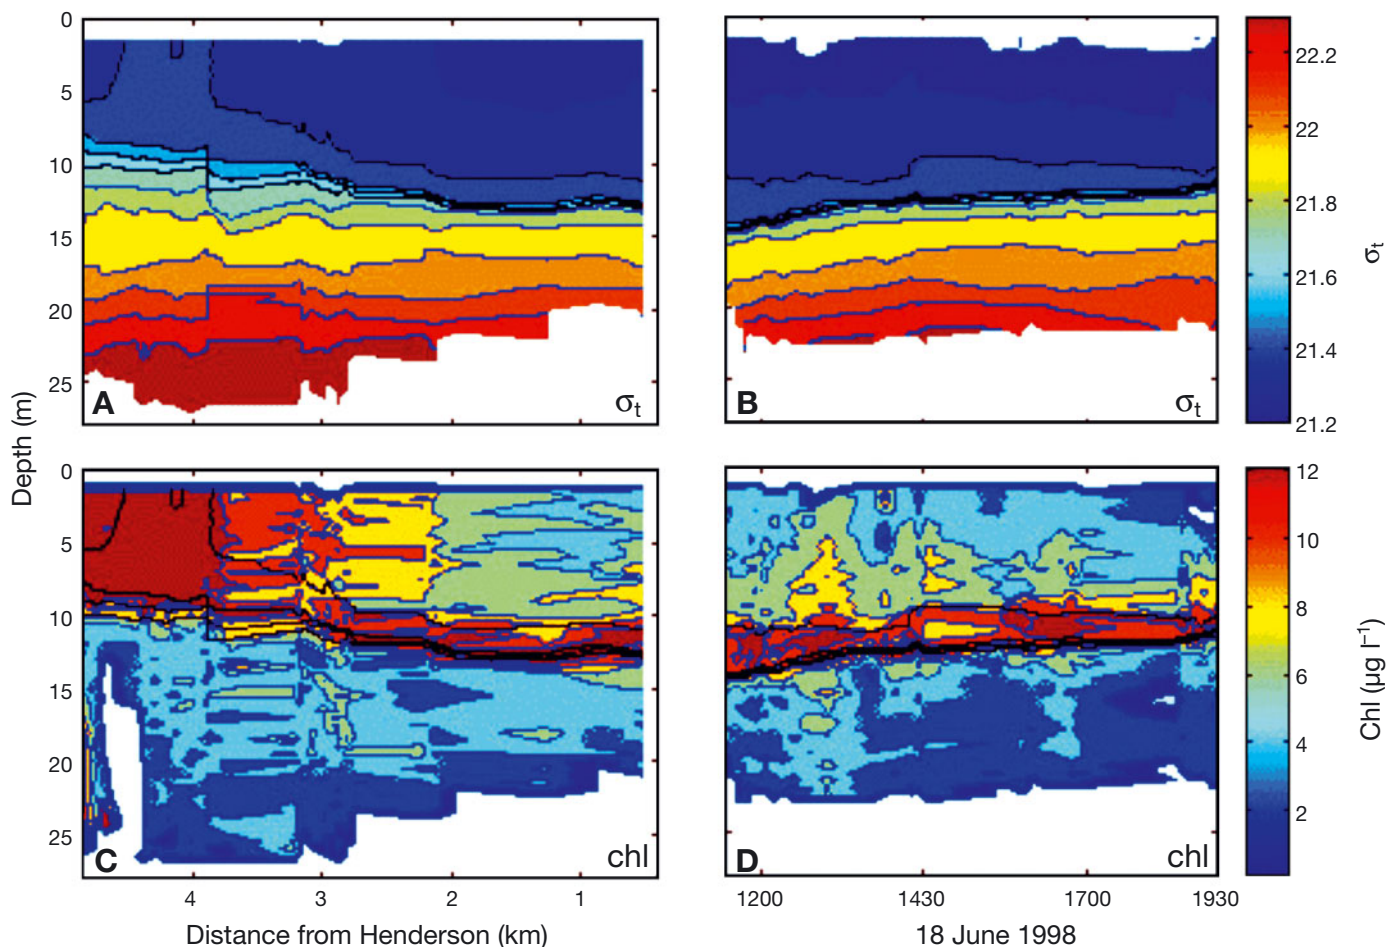 0
5
10
15
20
25
Depth (m)
A
σt
B
σt
22.2
22
21.8
21.6
21.4
21.2
σt
0
5
10
15
20
25
C
chl
D
chl
12
10
8
6
4
2
Chl (µg l–1)
4 3 2 1
Distance from Henderson (km)
1200 1430 1700 1930
18 June 1998